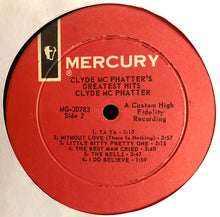 MERCURY
®
CLYDE MC PHATTER'S
GREATEST HITS
CLYDE MC PHATTER
MG-20783
Side 2
A Custom High
Fidelity
Recording
1. TA TA - 2:10
2. WITHOUT LOVE (There Is Nothing) - 2:57
3. LITTLE BITTY PRETTY ONE - 2:15
4. THE BEST MAN CRIED - 2:40
5. THE BELLS - 2:27
6. I DO BELIEVE - 1:59